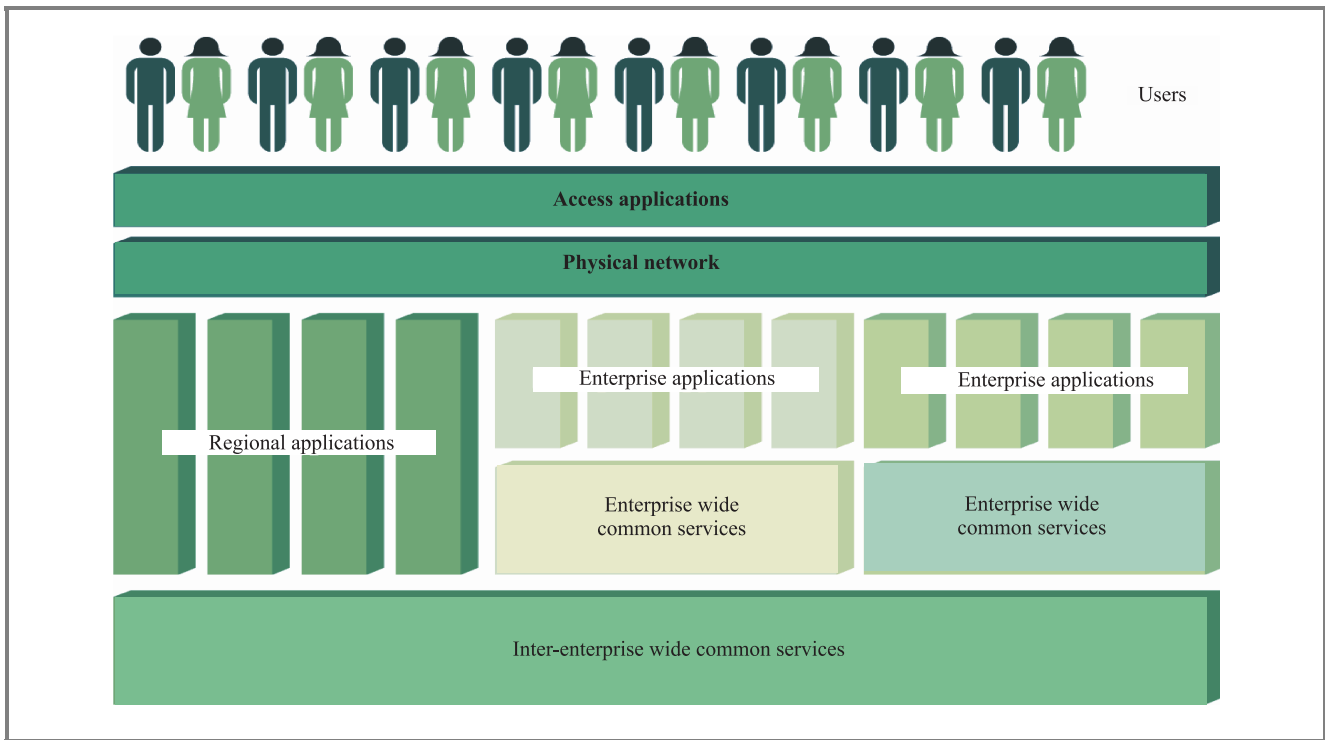 Users
Access applications
Physical network
Enterprise applications
Enterprise applications
Regional applications
Enterprise wide
common services
Enterprise wide
common services
Inter-enterprise wide common services